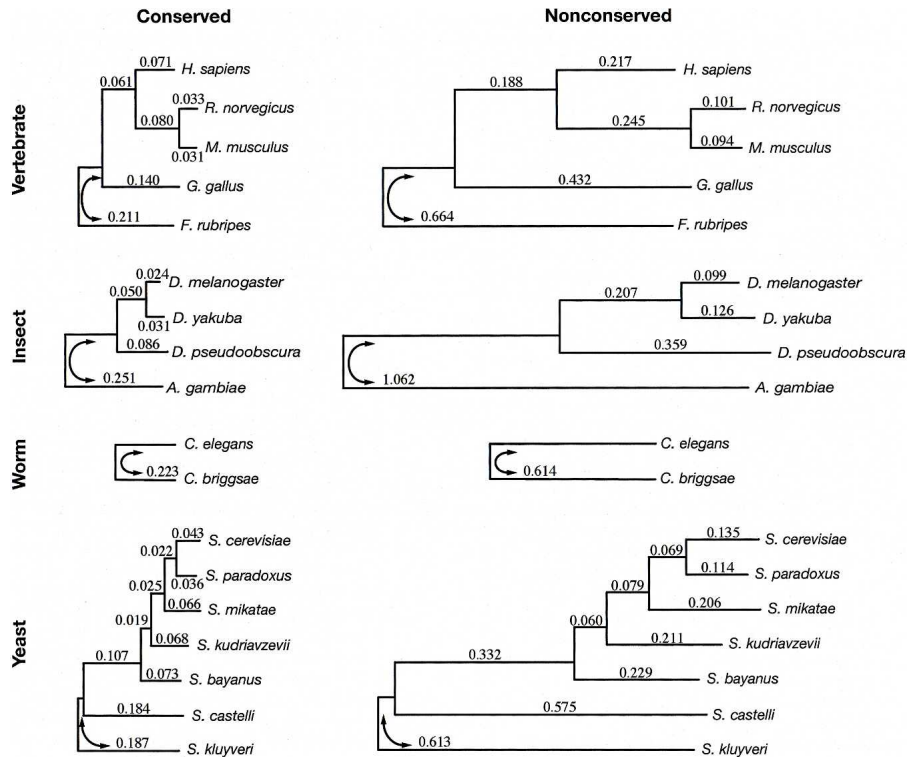 Conserved Nonconserved
Vertebrate
0.071 H. sapiens
0.061
0.033 R. norvegicus
0.080
0.031 M. musculus
0.140 G. gallus
0.211 F. rubripes
0.217 H. sapiens
0.188
0.101 R. norvegicus
0.245
0.094 M. musculus
0.432 G. gallus
0.664 F. rubripes
Insect
0.024 D. melanogaster
0.050
0.031 D. yakuba
0.086 D. pseudoobscura
0.251 A. gambiae
0.099 D. melanogaster
0.207
0.126 D. yakuba
0.359 D. pseudoobscura
1.062 A. gambiae
Worm
C. elegans
0.223 C. briggsae
C. elegans
0.614 C. briggsae
Yeast
0.043 S. cerevisiae
0.022
0.036 S. paradoxus
0.025
0.066 S. mikatae
0.019
0.068 S. kudriavzevii
0.107
0.073 S. bayanus
0.184 S. castelli
0.187 S. kluyveri
0.135 S. cerevisiae
0.069
0.114 S. paradoxus
0.079
0.206 S. mikatae
0.060
0.211 S. kudriavzevii
0.332
0.229 S. bayanus
0.575 S. castelli
0.613 S. kluyveri